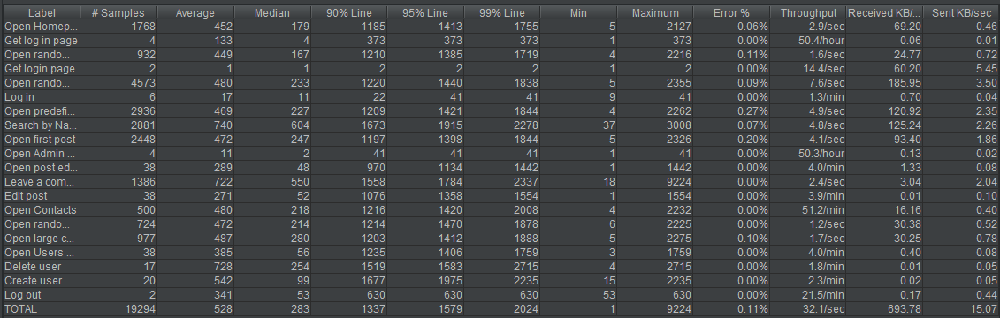 Label # Samples Average Median 90% Line 95% Line 99% Line Min Maximum Error % Throughput Received KB/... Sent KB/sec
Open Homep... 1768 452 179 1185 1413 1755 5 2127 0.06% 2.9/sec 69.20 0.46
Get log in page 4 133 4 373 373 373 1 373 0.00% 50.4/hour 0.06 0.01
Open rando... 932 449 167 1210 1385 1719 4 2216 0.11% 1.6/sec 24.77 0.72
Get login page 2 1 1 2 2 2 1 2 0.00% 14.4/sec 60.20 5.45
Open rando... 4573 480 233 1220 1440 1838 5 2355 0.09% 7.6/sec 185.95 3.50
Log in 6 17 11 22 41 41 9 41 0.00% 1.3/min 0.70 0.04
Open predefi... 2936 469 227 1209 1421 1844 4 2262 0.27% 4.9/sec 120.92 2.35
Search by Na... 2881 740 604 1673 1915 2278 37 3008 0.07% 4.8/sec 125.24 2.26
Open first post 2448 472 247 1197 1398 1844 5 2326 0.20% 4.1/sec 93.40 1.86
Open Admin ... 4 11 2 41 41 41 1 41 0.00% 50.3/hour 0.13 0.02
Open post ed... 38 289 48 970 1134 1442 1 1442 0.00% 4.0/min 1.33 0.08
Leave a com... 1386 722 550 1558 1784 2337 18 9224 0.00% 2.4/sec 3.04 2.04
Edit post 38 271 52 1076 1358 1554 1 1554 0.00% 3.9/min 0.01 0.10
Open Contacts 500 480 218 1216 1420 2008 4 2232 0.00% 51.2/min 16.16 0.40
Open rando... 724 472 214 1214 1470 1878 6 2225 0.00% 1.2/sec 30.38 0.52
Open large c... 977 487 280 1203 1412 1888 5 2275 0.10% 1.7/sec 30.25 0.78
Open Users ... 38 385 56 1235 1406 1759 3 1759 0.00% 4.0/min 0.40 0.08
Delete user 17 728 254 1519 1583 2715 4 2715 0.00% 1.8/min 0.01 0.05
Create user 20 542 99 1677 1975 2235 15 2235 0.00% 2.3/min 0.02 0.05
Log out 2 341 53 630 630 630 53 630 0.00% 21.5/min 0.17 0.44
TOTAL 19294 528 283 1337 1579 2024 1 9224 0.11% 32.1/sec 693.78 15.07